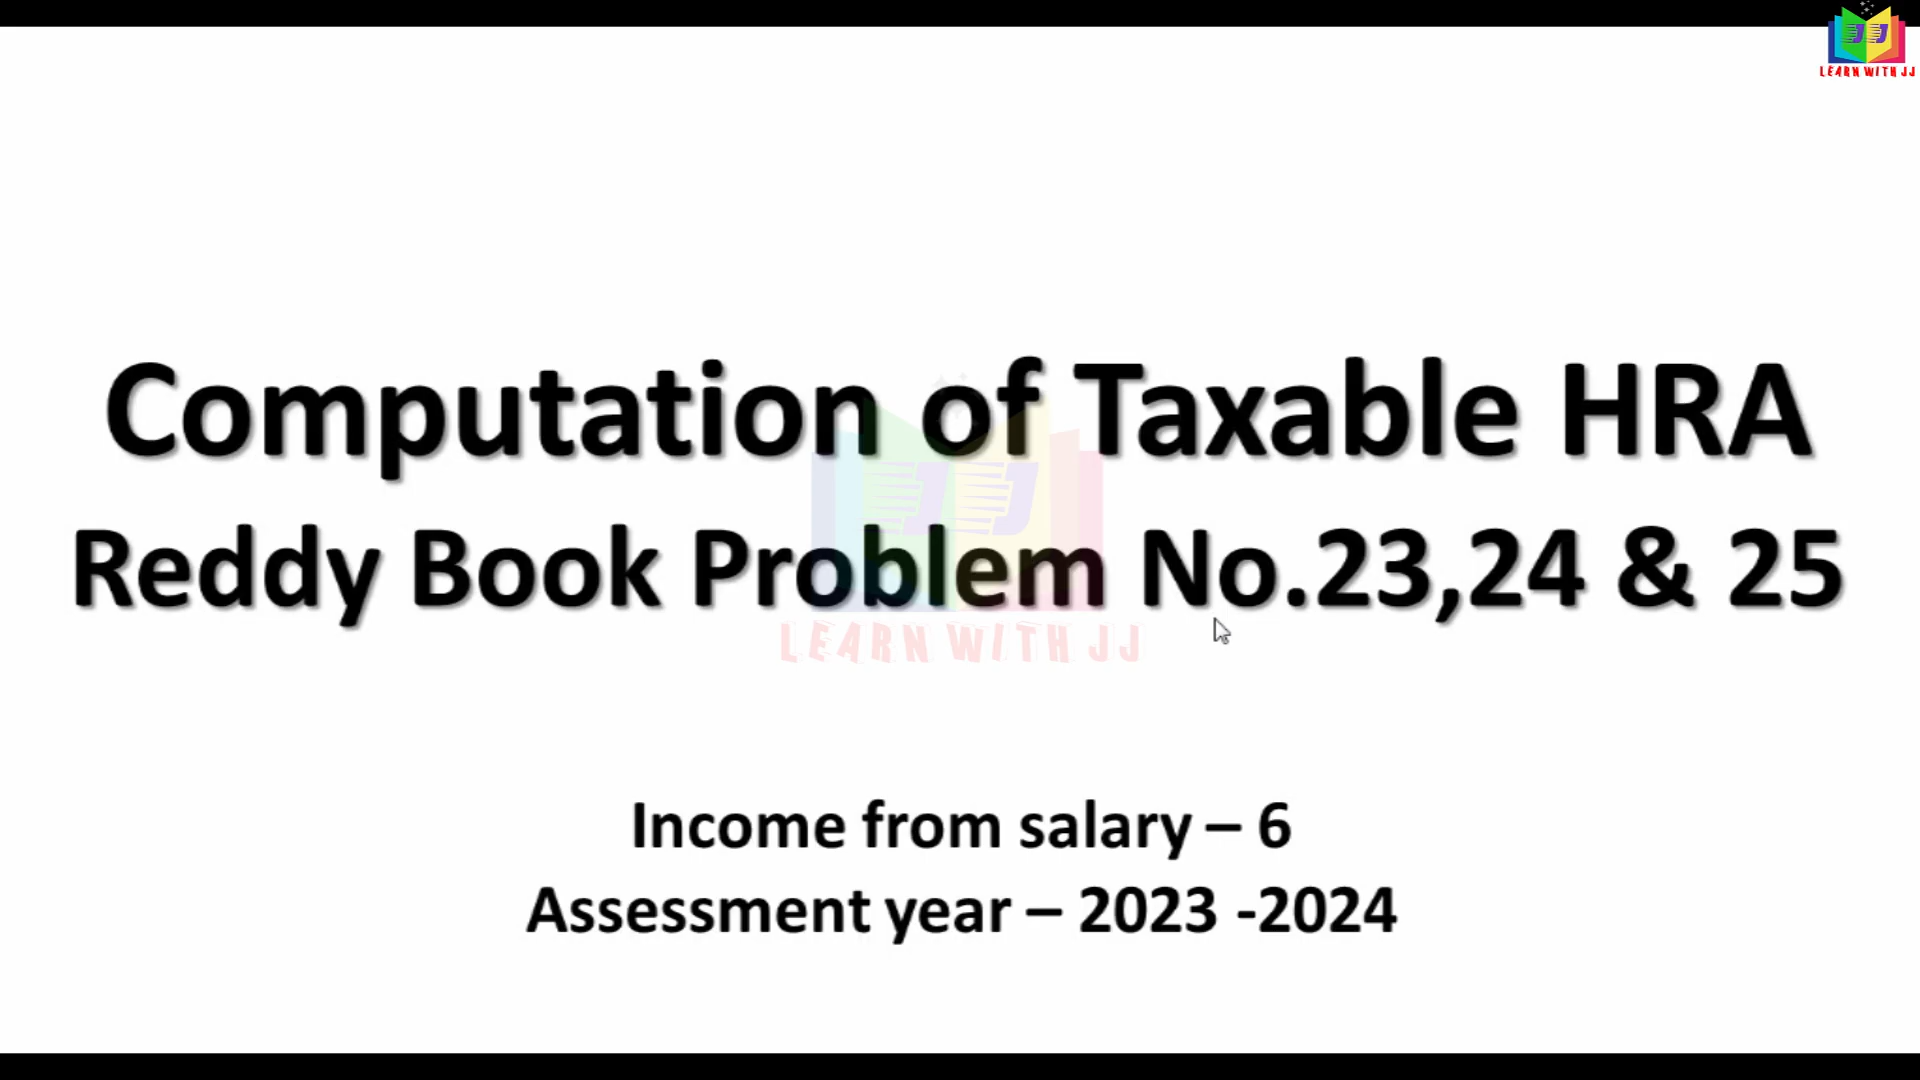 LEARN WITH JJ
Computation of Taxable HRA
Reddy Book Problem No.23,24 & 25
LEARN WITH JJ
Income from salary – 6
Assessment year – 2023 -2024